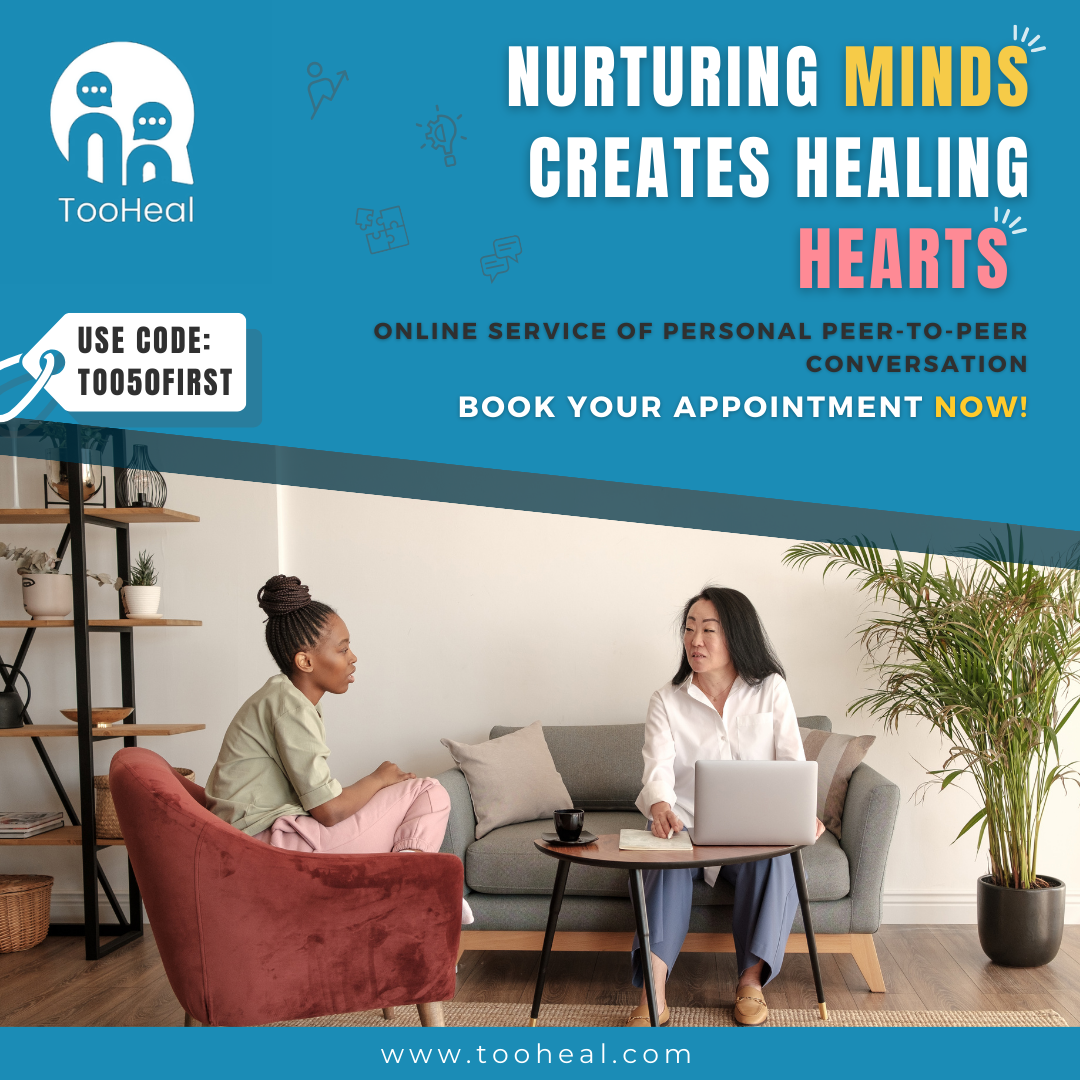 TooHeal
NURTURING MINDS
CREATES HEALING
HEARTS
USE CODE:
TOO50FIRST
ONLINE SERVICE OF PERSONAL PEER-TO-PEER
CONVERSATION
BOOK YOUR APPOINTMENT NOW!
www.tooheal.com